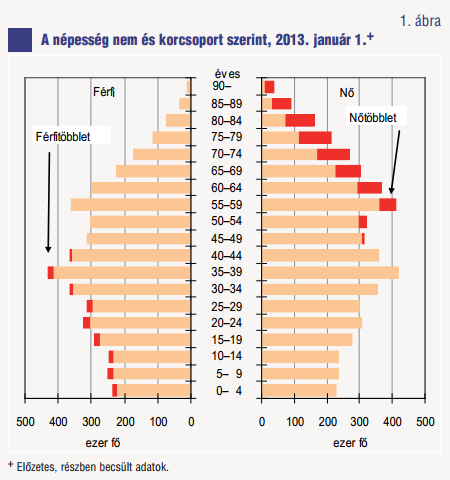 1. ábra
A népesség nem és korcsoport szerint, 2013. január 1.+
éves
Férfi
Nő
Férfitöbblet
Nőtöbblet
90–
85–89
80–84
75–79
70–74
65–69
60–64
55–59
50–54
45–49
40–44
35–39
30–34
25–29
20–24
15–19
10–14
5– 9
0– 4
500 400 300 200 100 0 0 100 200 300 400 500
ezer fő ezer fő
+ Előzetes, részben becsült adatok.